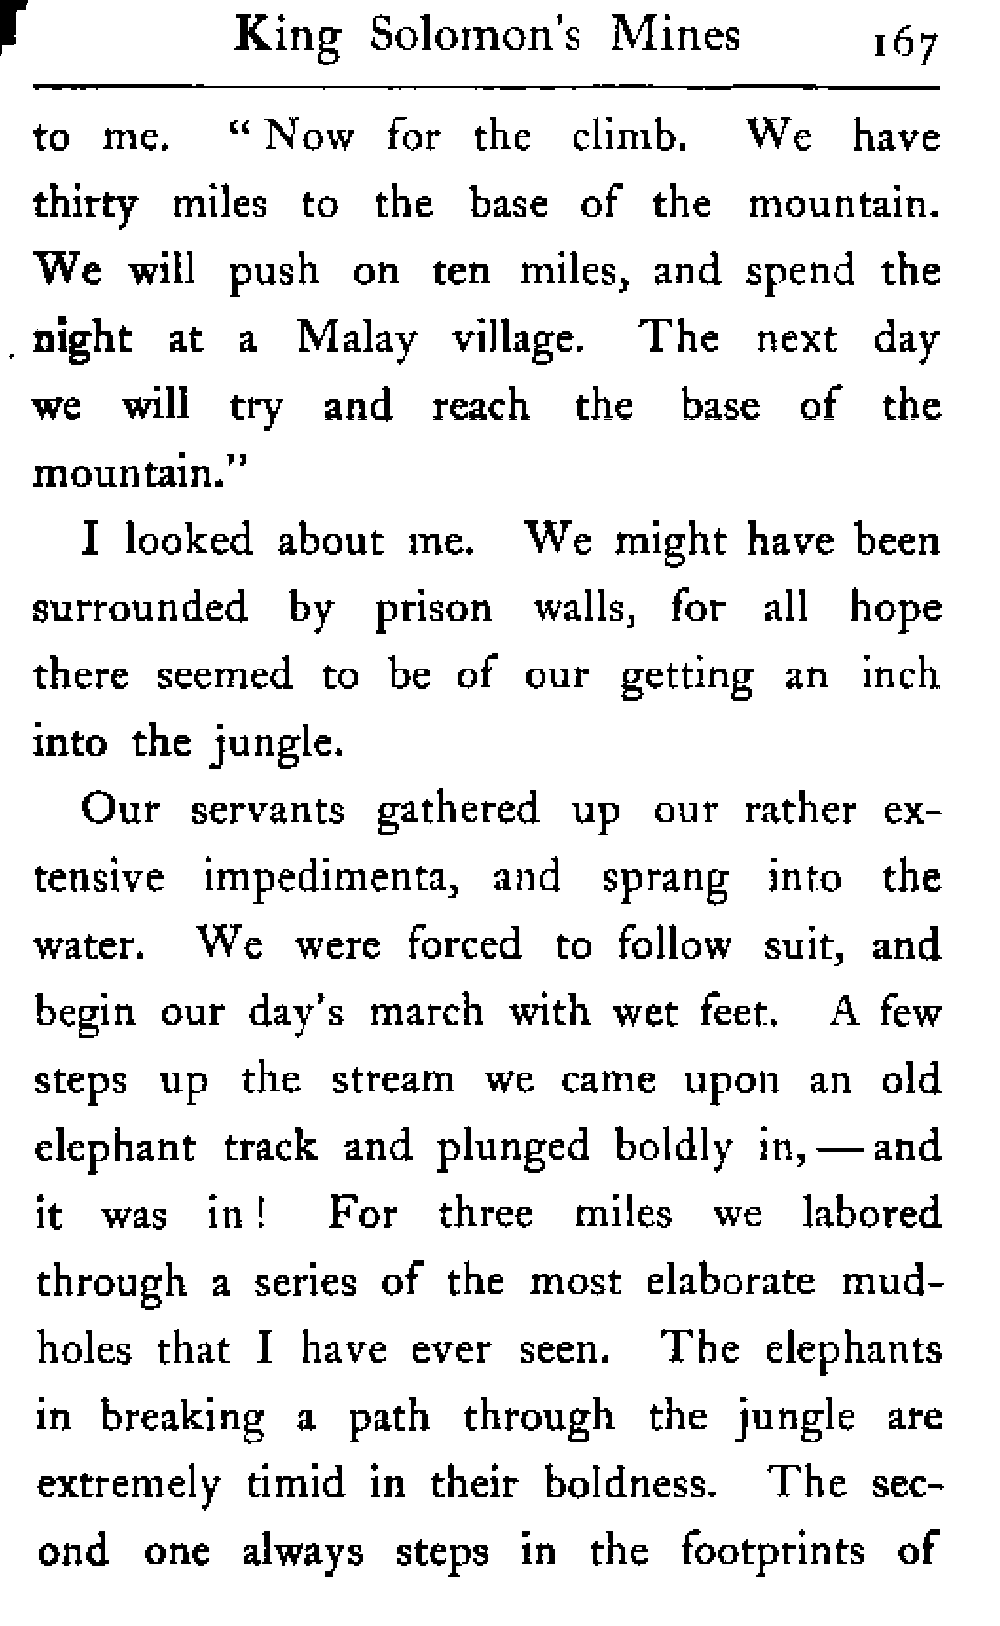 King Solomon's Mines 167
to me. "Now for the climb. We have
thirty miles to the base of the mountain.
We will push on ten miles, and spend the
night at a Malay village. The next day
we will try and reach the base of the
mountain."
I looked about me. We might have been
surrounded by prison walls, for all hope
there seemed to be of our getting an inch
into the jungle.
Our servants gathered up our rather ex-
tensive impedimenta, and sprang into the
water. We were forced to follow suit, and
begin our day's march with wet feet. A few
steps up the stream we came upon an old
elephant track and plunged boldly in, — and
it was in! For three miles we labored
through a series of the most elaborate mud-
holes that I have ever seen. The elephants
in breaking a path through the jungle are
extremely timid in their boldness. The sec-
ond one always steps in the footprints of